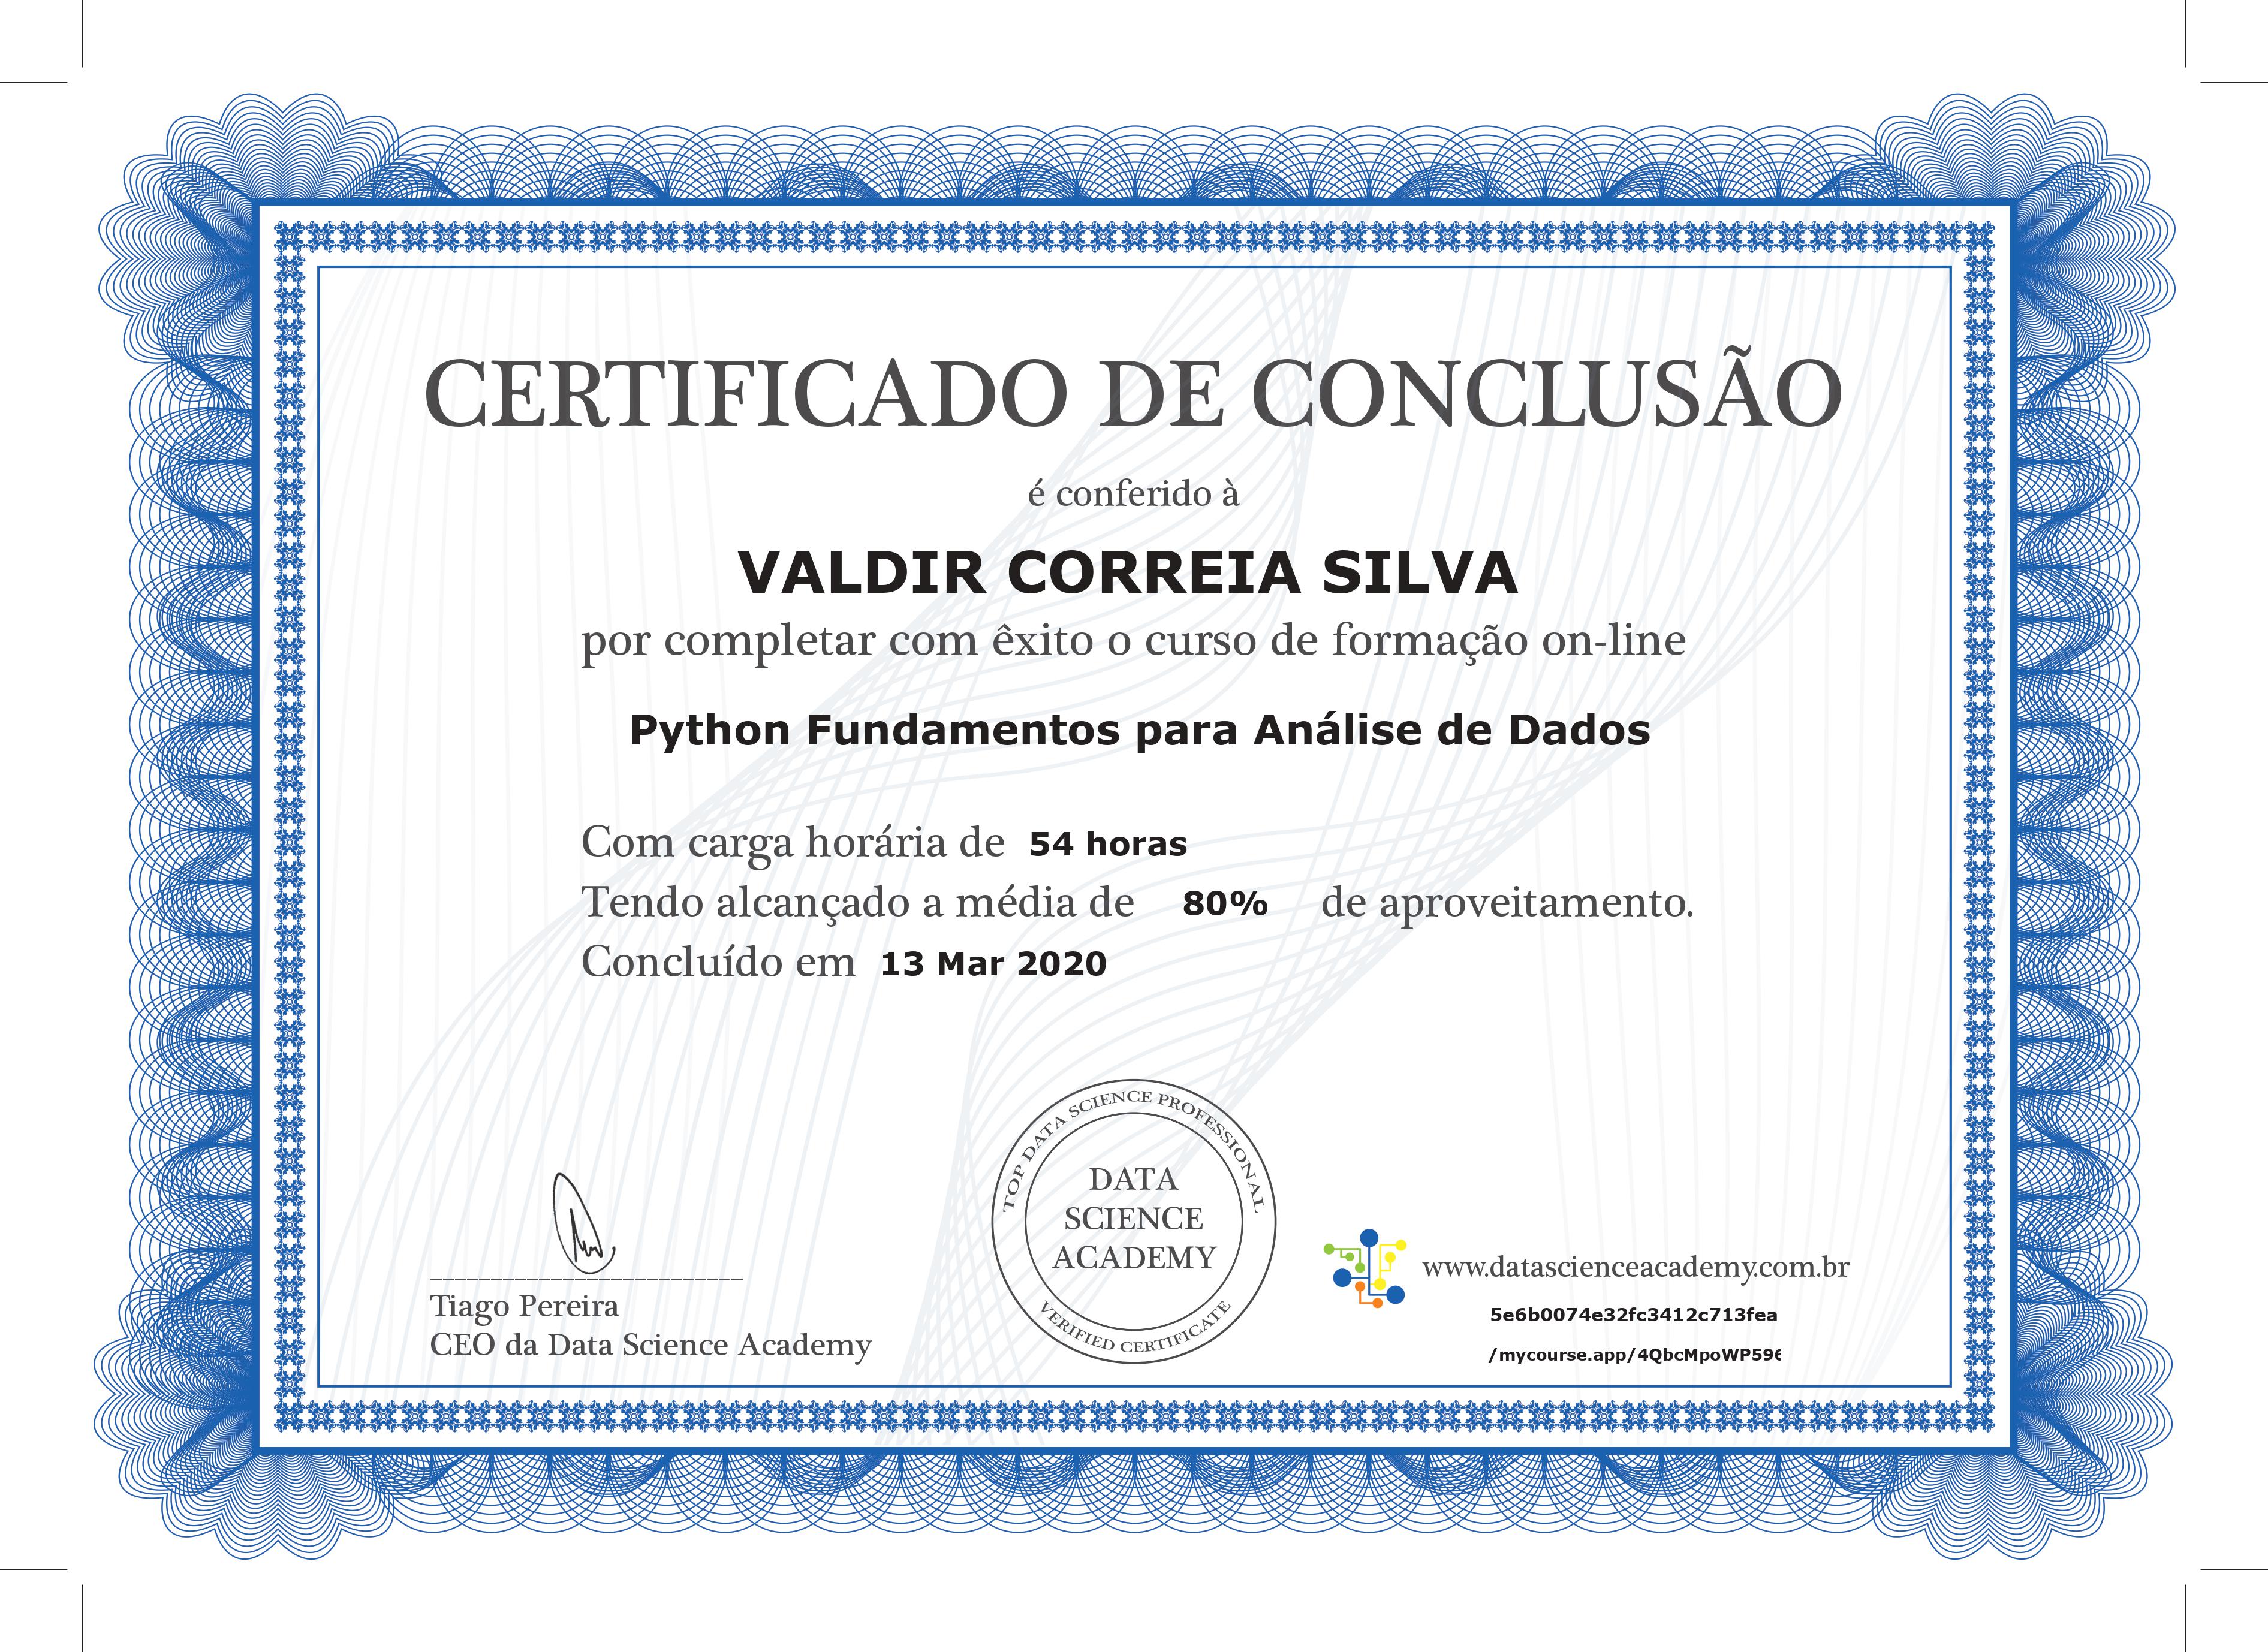 CERTIFICADO DE CONCLUSÃO
é conferido à
VALDIR CORREIA SILVA
por completar com êxito o curso de formação on-line
Python Fundamentos para Análise de Dados
Com carga horária de 54 horas
Tendo alcançado a média de 80% de aproveitamento.
Concluído em 13 Mar 2020
Tiago Pereira
CEO da Data Science Academy
TOP DATA SCIENCE PROFESSIONAL
DATA
SCIENCE
ACADEMY
VERIFIED CERTIFICATE
www.datascienceacademy.com.br
5e6b0074e32fc3412c713fea
/mycourse.app/4QbcMpoWP596